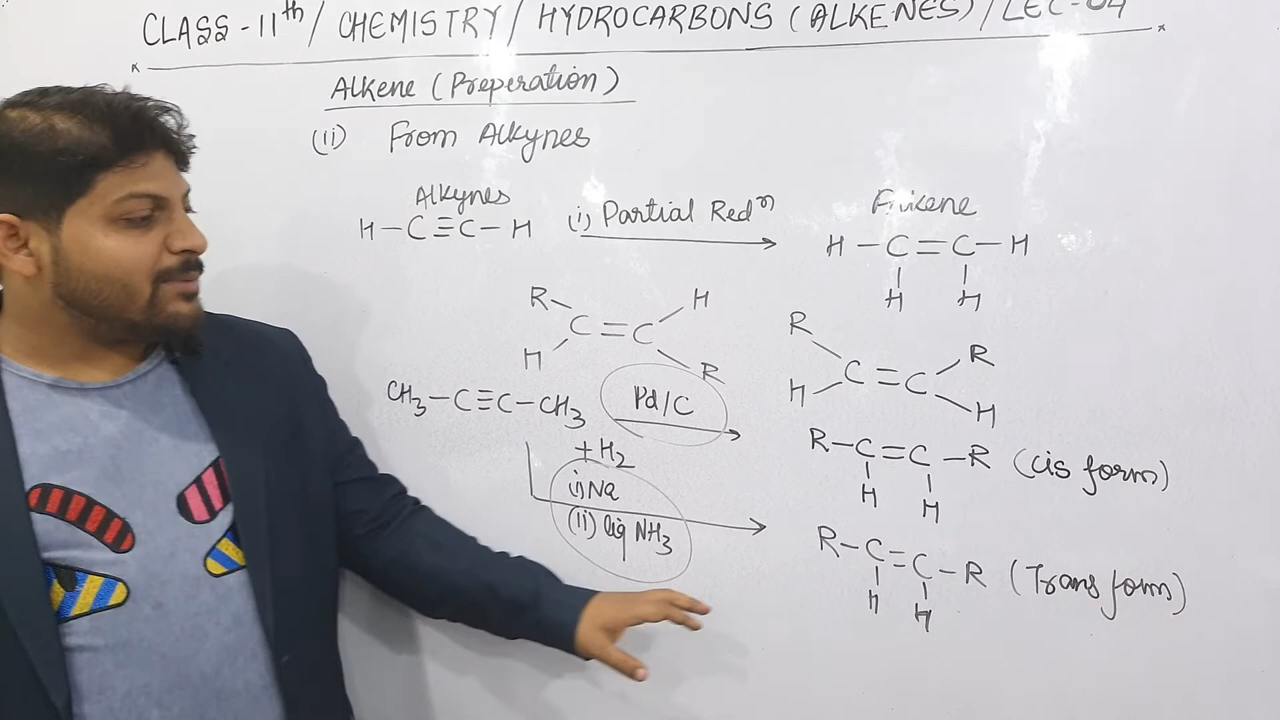 CLASS-11th / CHEMISTRY / HYDROCARBONS (ALKENES) / LEC-04
Alkene (Preperation)
(ii) From Alkynes
Alkynes
H-C≡C-H (i) Partial Redⁿ H-C=C-H
H H
R H
C=C
H R
R R
C=C
H H
CH₃-C≡C-CH₃ Pd/C
+H₂
R-C=C-R (cis form)
H H
(i) Na
(ii) liq NH₃
R-C=C-R (Trans form)
H H